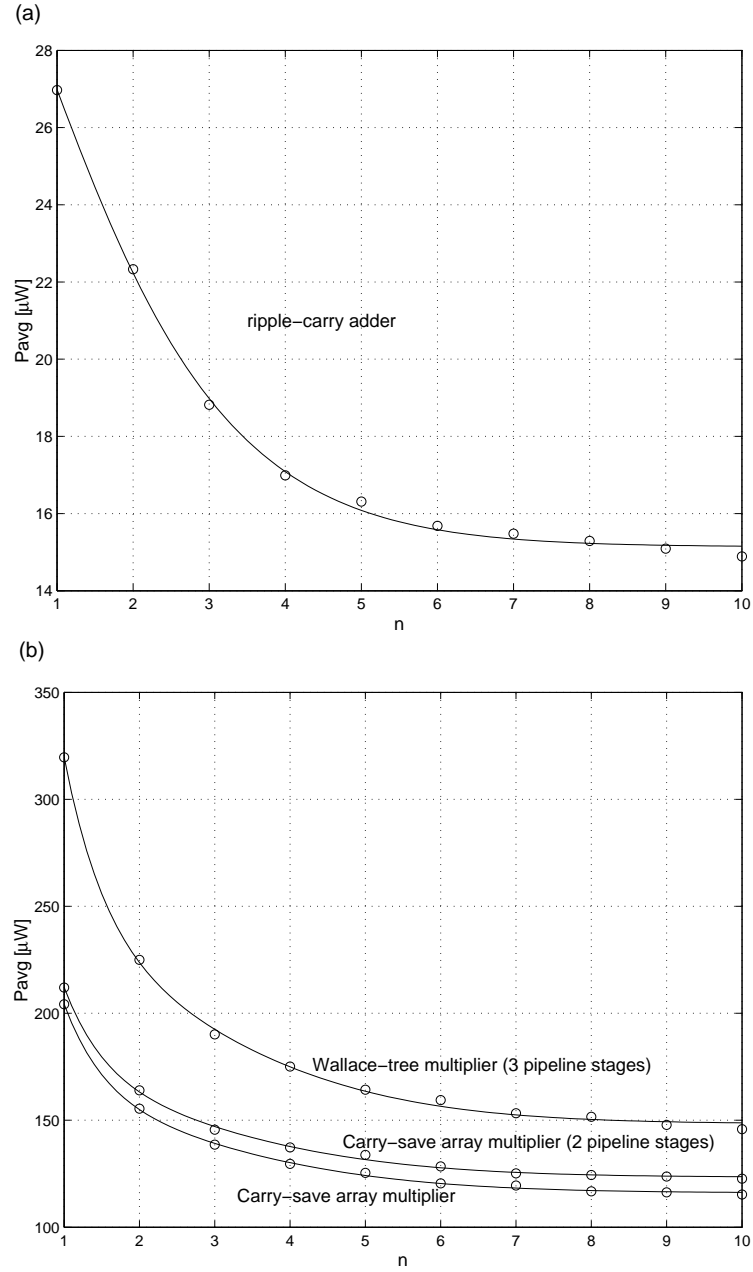 (a)
28
26
24
22
20
18
16
14
Pavg [μW]
ripple−carry adder
1 2 3 4 5 6 7 8 9 10
n
(b)
350
300
250
200
150
100
Pavg [μW]
Wallace−tree multiplier (3 pipeline stages)
Carry−save array multiplier (2 pipeline stages)
Carry−save array multiplier
1 2 3 4 5 6 7 8 9 10
n